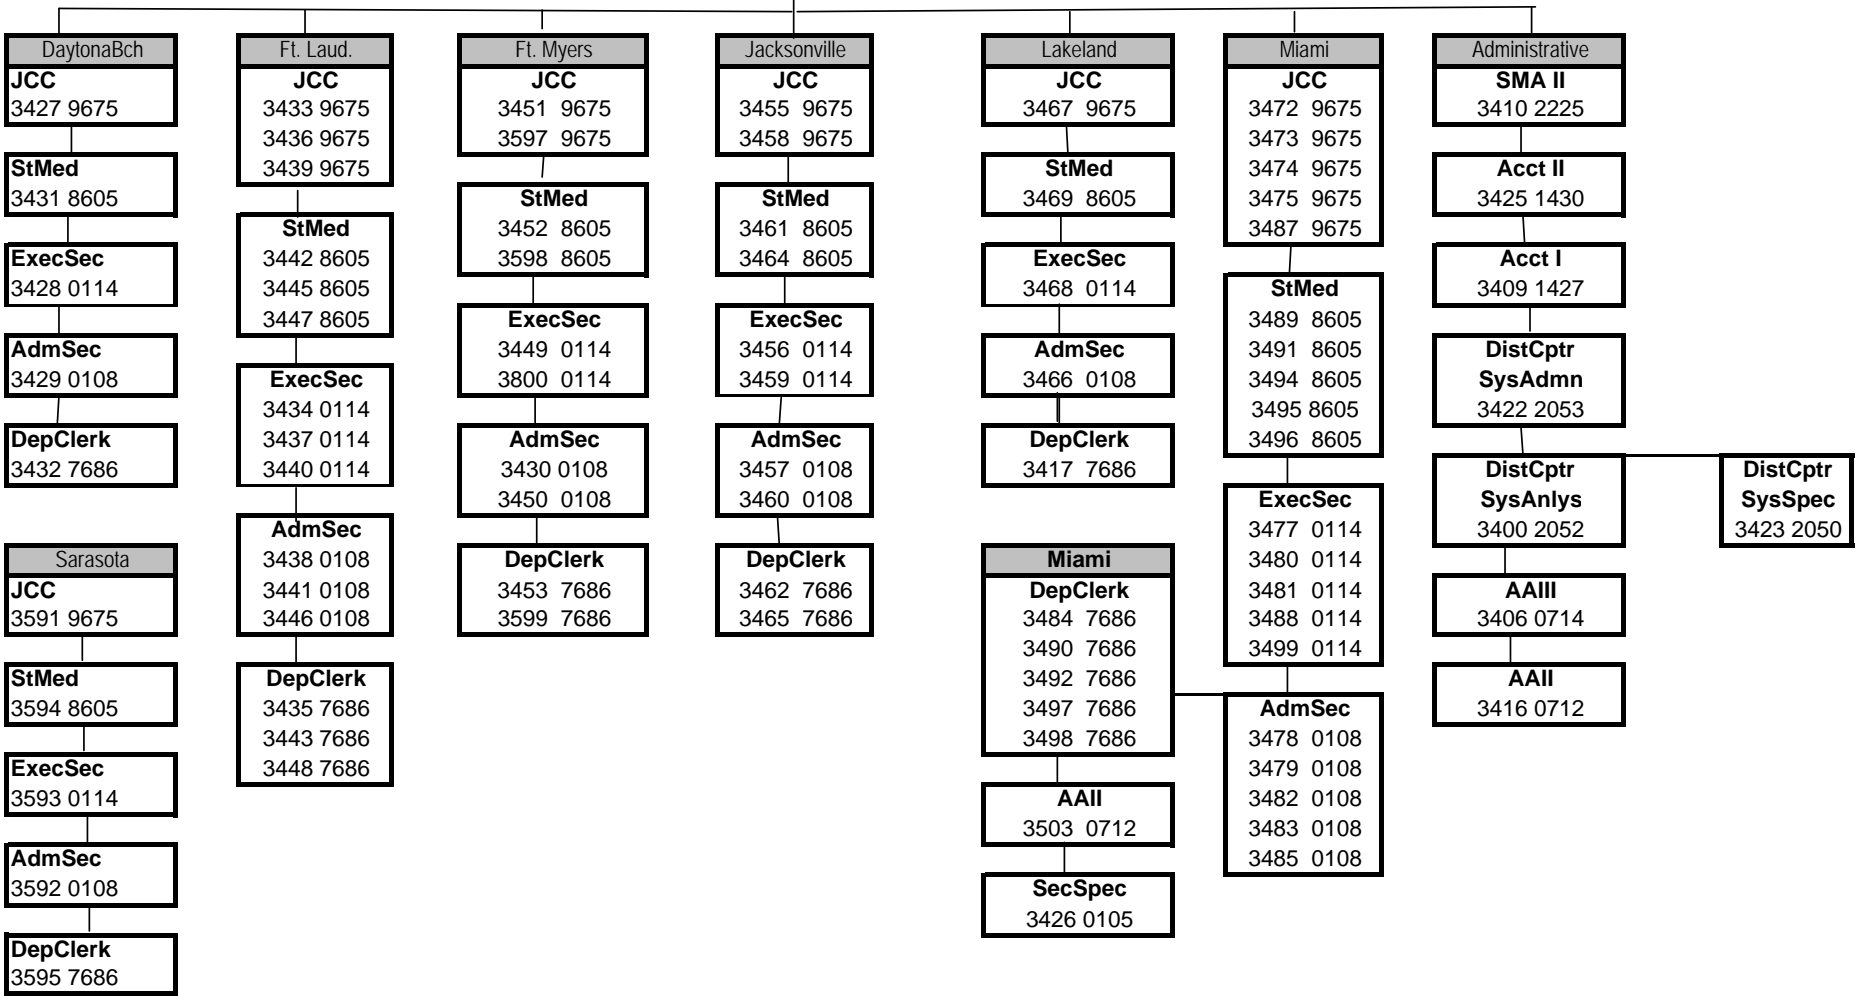 DaytonaBch
JCC
3427 9675
StMed
3431 8605
ExecSec
3428 0114
AdmSec
3429 0108
DepClerk
3432 7686
Sarasota
JCC
3591 9675
StMed
3594 8605
ExecSec
3593 0114
AdmSec
3592 0108
DepClerk
3595 7686
Ft. Laud.
JCC
3433 9675
3436 9675
3439 9675
StMed
3442 8605
3445 8605
3447 8605
ExecSec
3434 0114
3437 0114
3440 0114
AdmSec
3438 0108
3441 0108
3446 0108
DepClerk
3435 7686
3443 7686
3448 7686
Ft. Myers
JCC
3451 9675
3597 9675
StMed
3452 8605
3598 8605
ExecSec
3449 0114
3800 0114
AdmSec
3430 0108
3450 0108
DepClerk
3453 7686
3599 7686
Jacksonville
JCC
3455 9675
3458 9675
StMed
3461 8605
3464 8605
ExecSec
3456 0114
3459 0114
AdmSec
3457 0108
3460 0108
DepClerk
3462 7686
3465 7686
Lakeland
JCC
3467 9675
StMed
3469 8605
ExecSec
3468 0114
AdmSec
3466 0108
DepClerk
3417 7686
Miami
JCC
3472 9675
3473 9675
3474 9675
3475 9675
3487 9675
StMed
3489 8605
3491 8605
3494 8605
3495 8605
3496 8605
ExecSec
3477 0114
3480 0114
3481 0114
3488 0114
3499 0114
AdmSec
3478 0108
3479 0108
3482 0108
3483 0108
3485 0108
Miami
DepClerk
3484 7686
3490 7686
3492 7686
3497 7686
3498 7686
AAII
3503 0712
SecSpec
3426 0105
Administrative
SMA II
3410 2225
Acct II
3425 1430
Acct I
3409 1427
DistCptr
SysAdmn
3422 2053
DistCptr
SysAnlys
3400 2052
DistCptr
SysSpec
3423 2050
AAIII
3406 0714
AAII
3416 0712